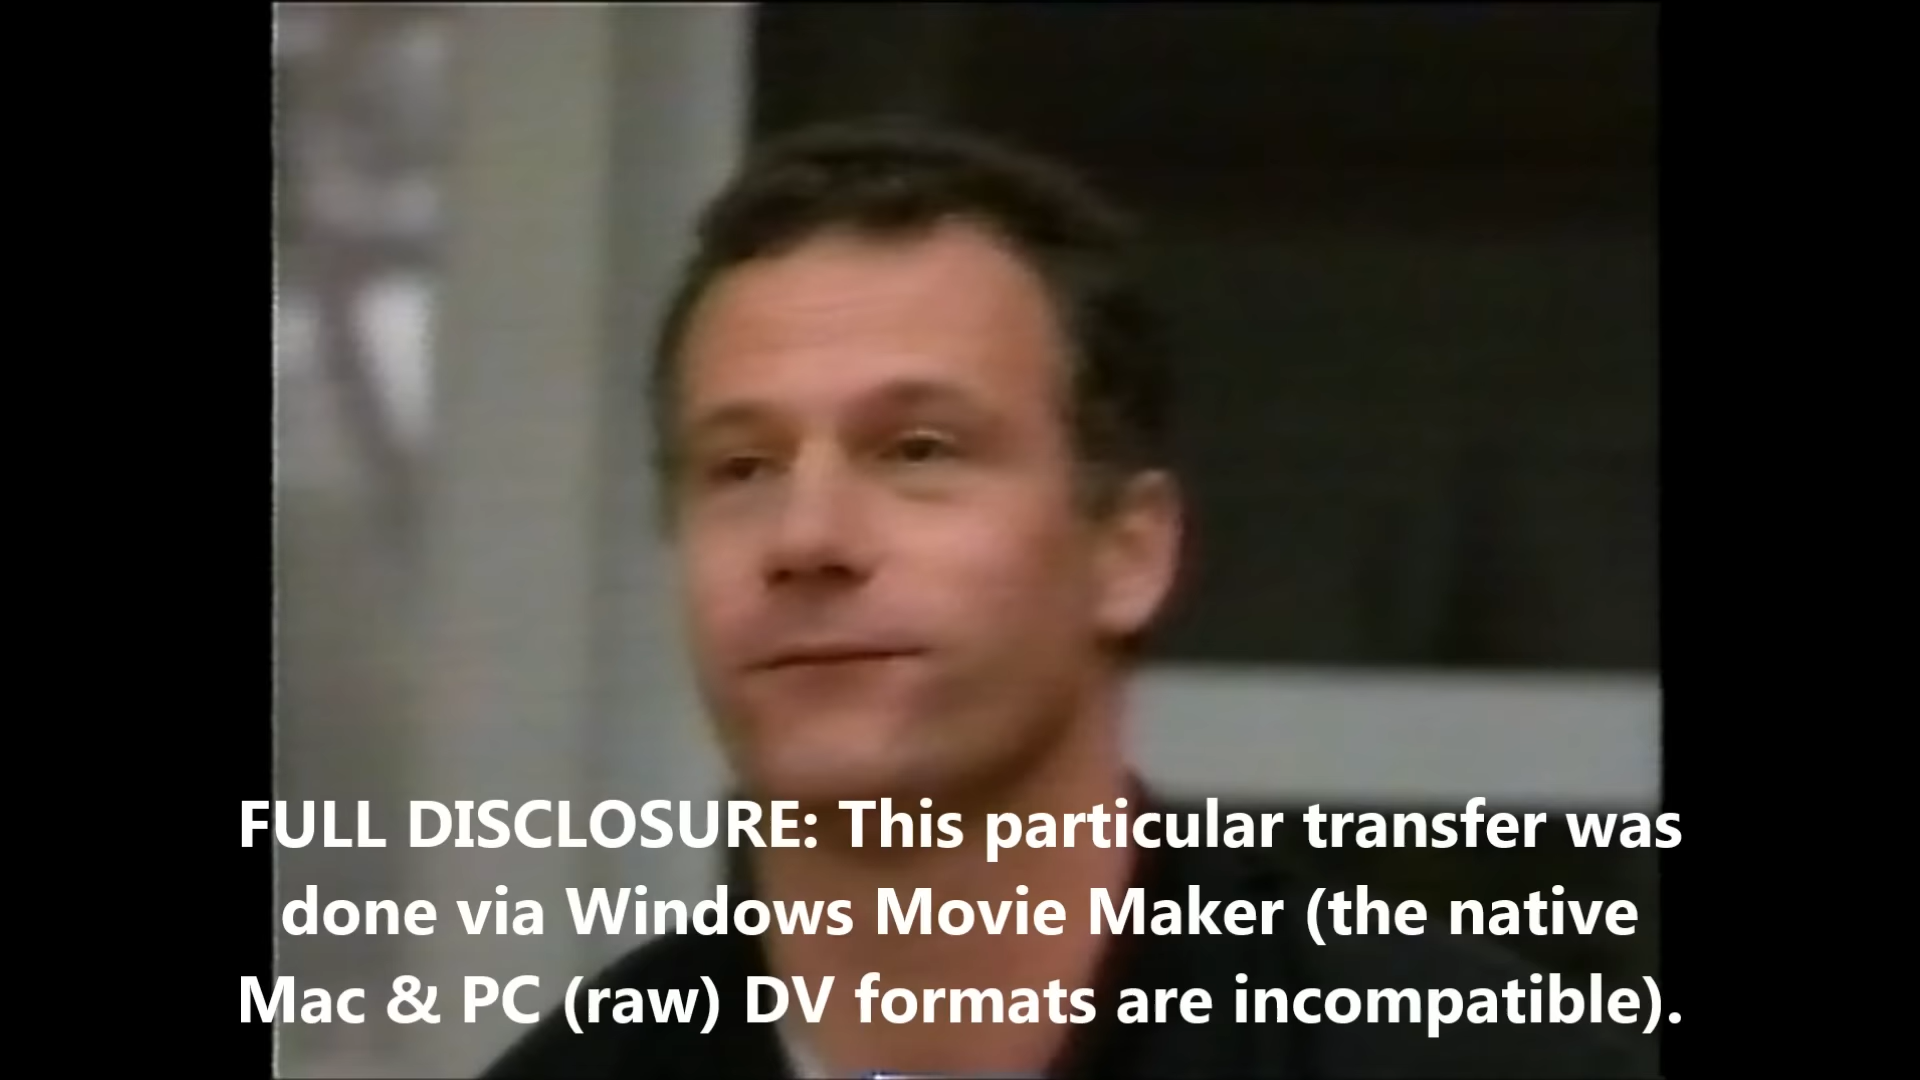 FULL DISCLOSURE: This particular transfer was
done via Windows Movie Maker (the native
Mac & PC (raw) DV formats are incompatible).